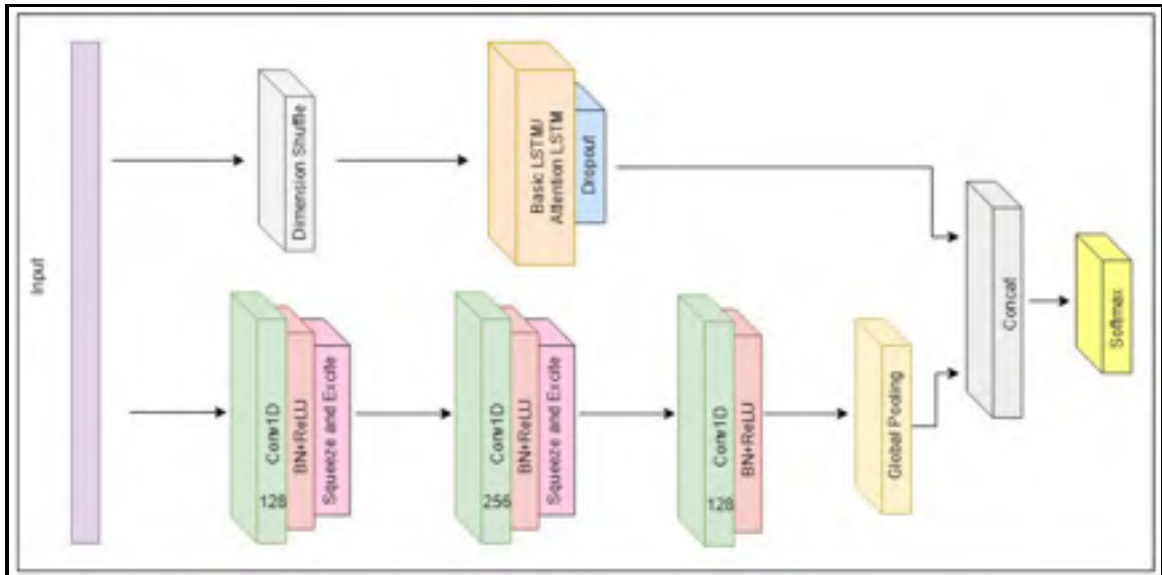 Input
Dimension Shuffle
Basic LSTM/
Attention LSTM
Dropout
128 Conv1D
BN+ReLU
Squeeze and Excite
256 Conv1D
BN+ReLU
Squeeze and Excite
128 Conv1D
BN+ReLU
Global Pooling
Concat
Softmax